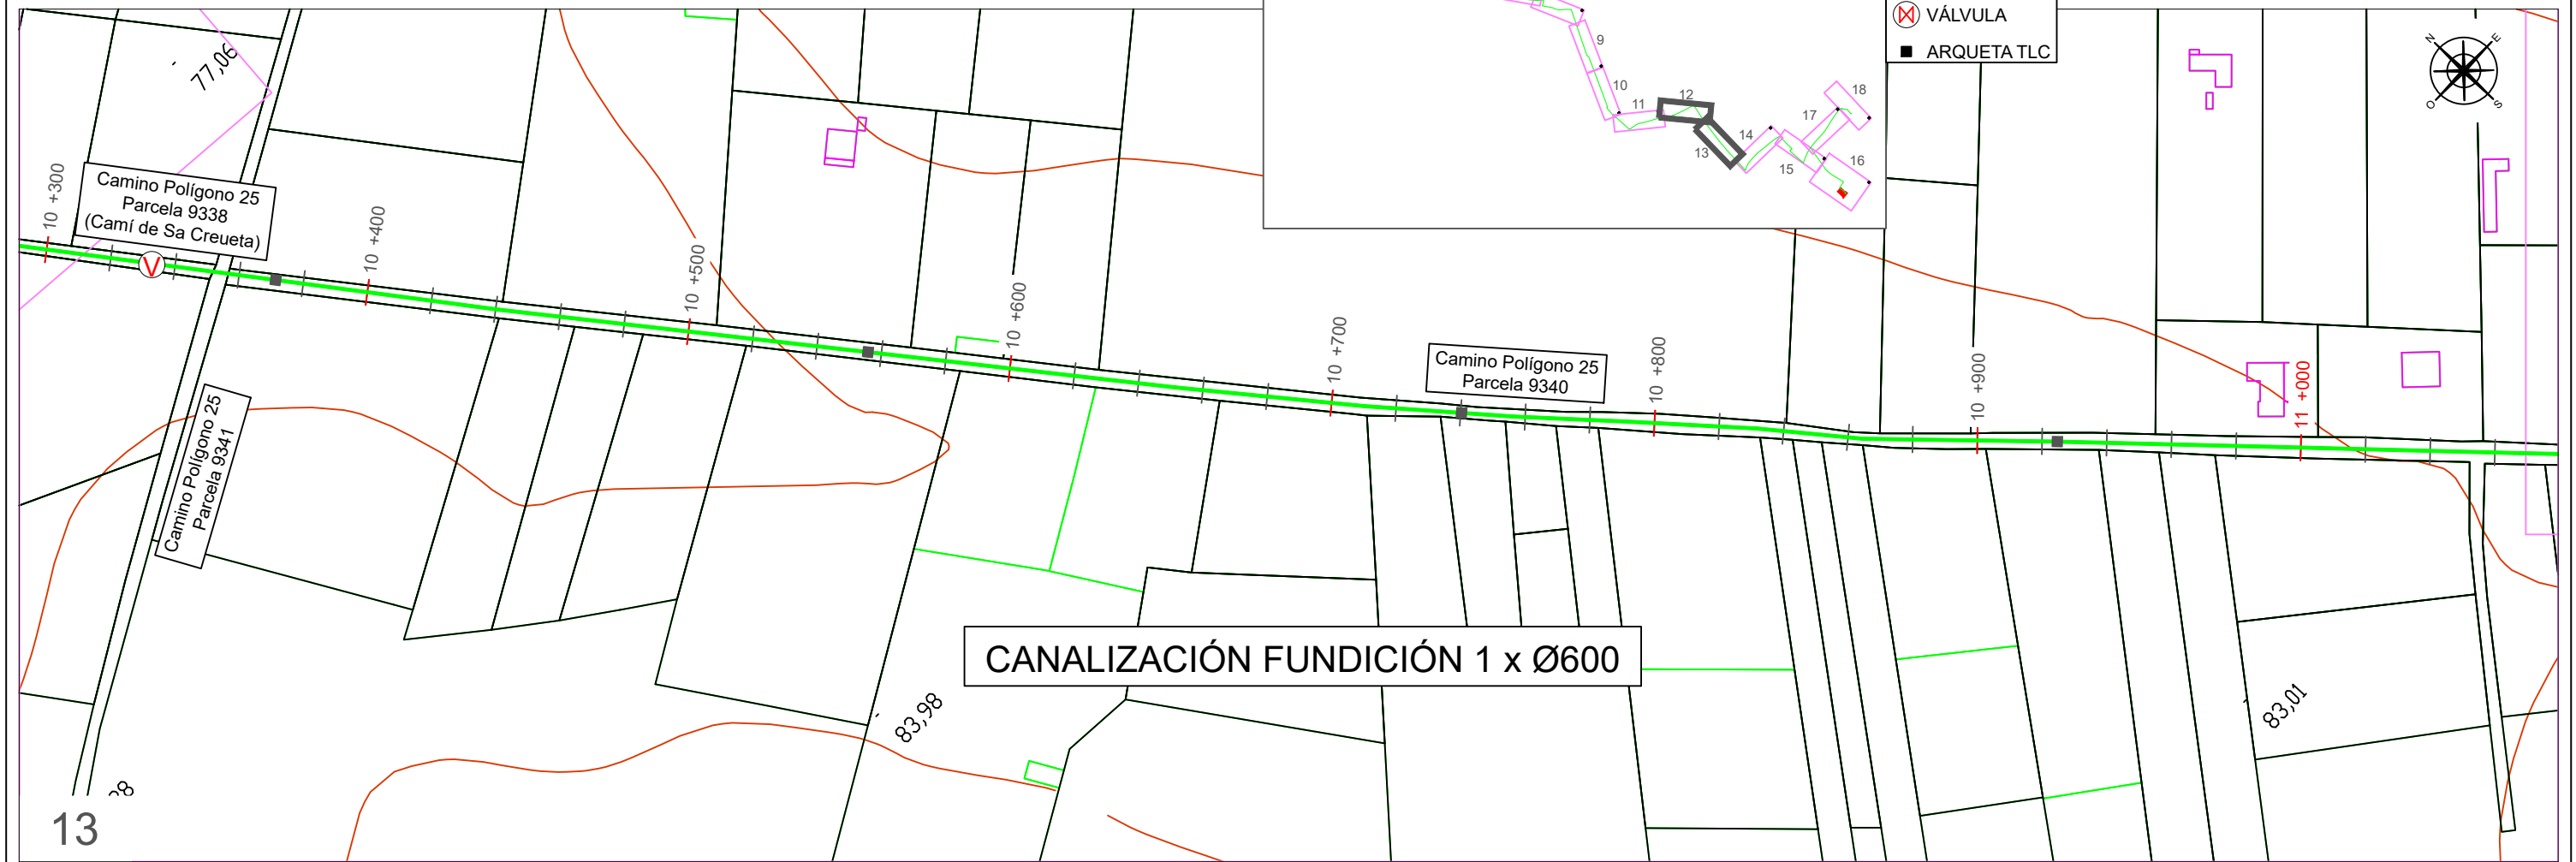 VÁLVULA
ARQUETA TLC
N
E
O
S
9
10
11
12
13
14
15
16
17
18
77,06
10 +300
Camino Polígono 25
Parcela 9338
(Camí de Sa Creueta)
V
10 +400
10 +500
10 +600
10 +700
Camino Polígono 25
Parcela 9340
10 +800
10 +900
11 +000
Camino Polígono 25
Parcela 9341
CANALIZACIÓN FUNDICIÓN 1 x Ø600
83,98
83,01
13